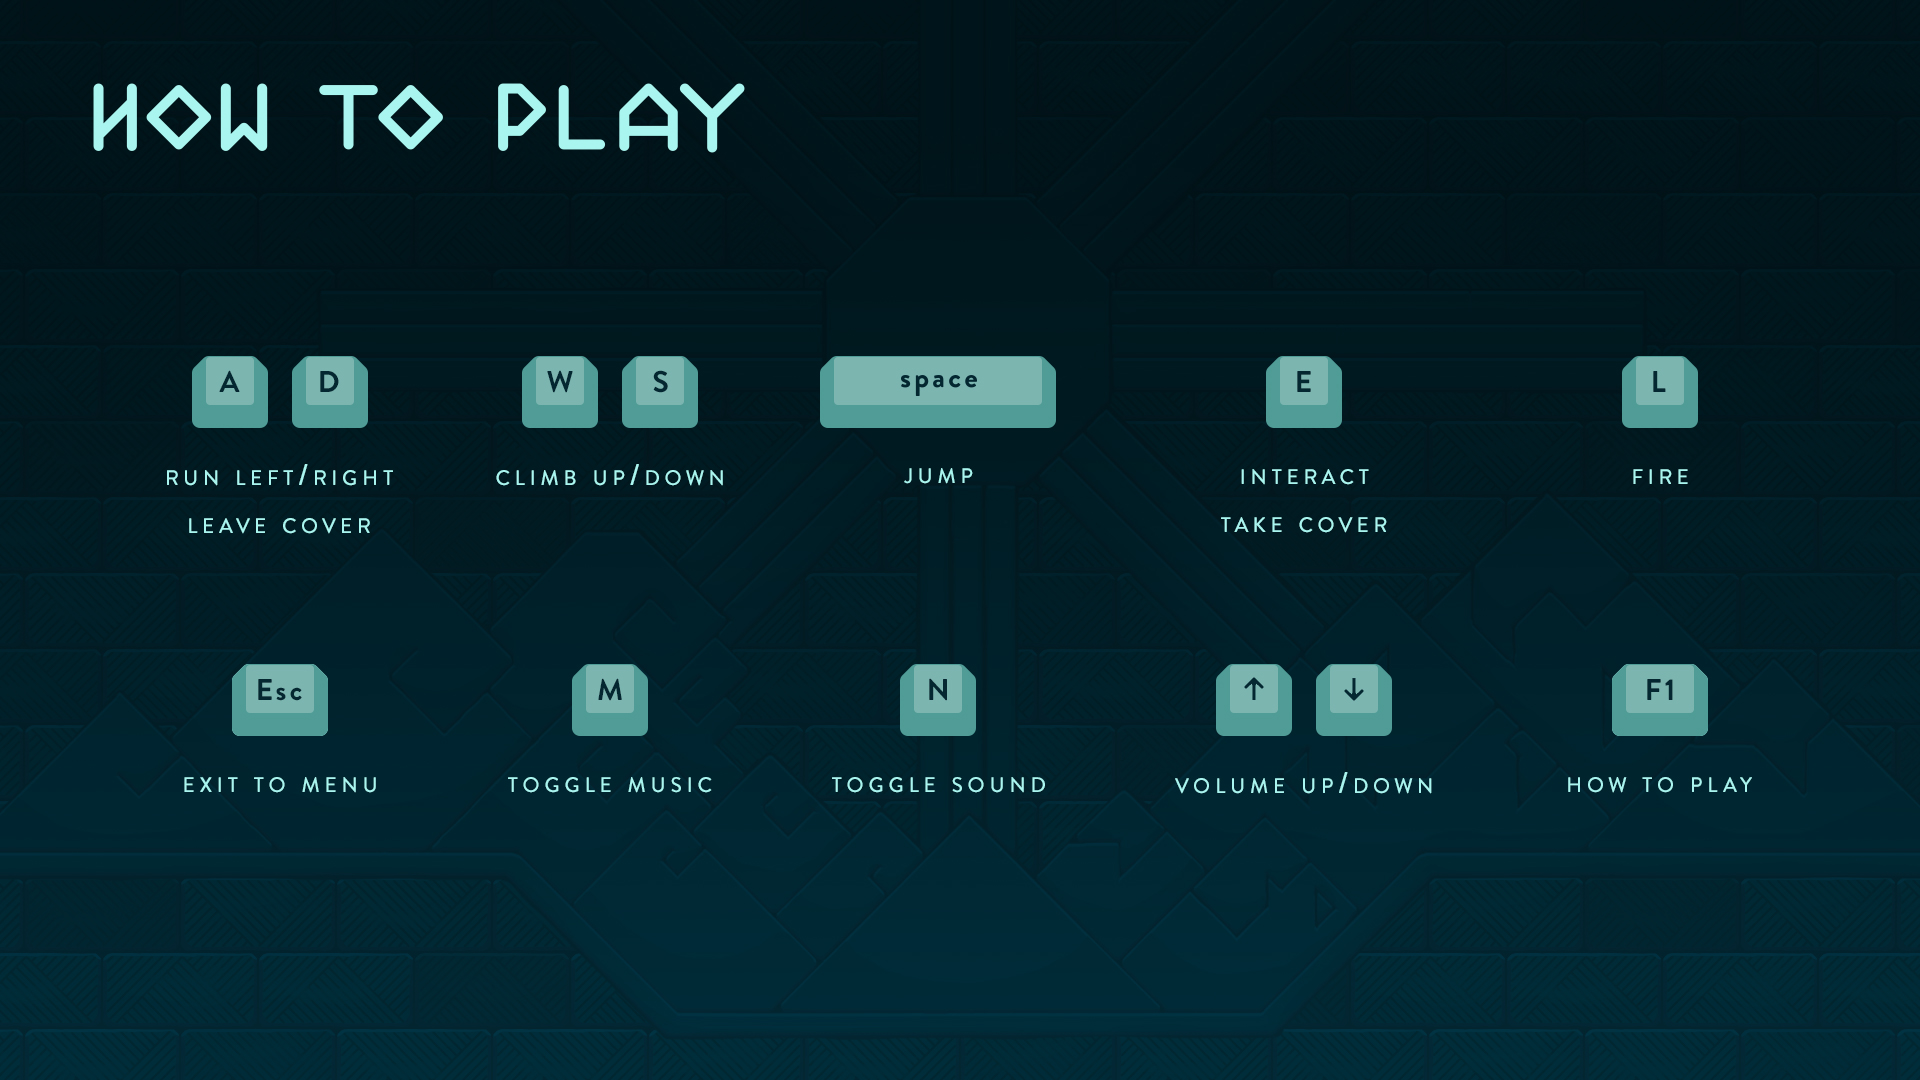 HOW TO PLAY
A D
RUN LEFT/RIGHT
LEAVE COVER
W S
CLIMB UP/DOWN
space
JUMP
E
INTERACT
TAKE COVER
L
FIRE
Esc
EXIT TO MENU
M
TOGGLE MUSIC
N
TOGGLE SOUND
↑ ↓
VOLUME UP/DOWN
F1
HOW TO PLAY